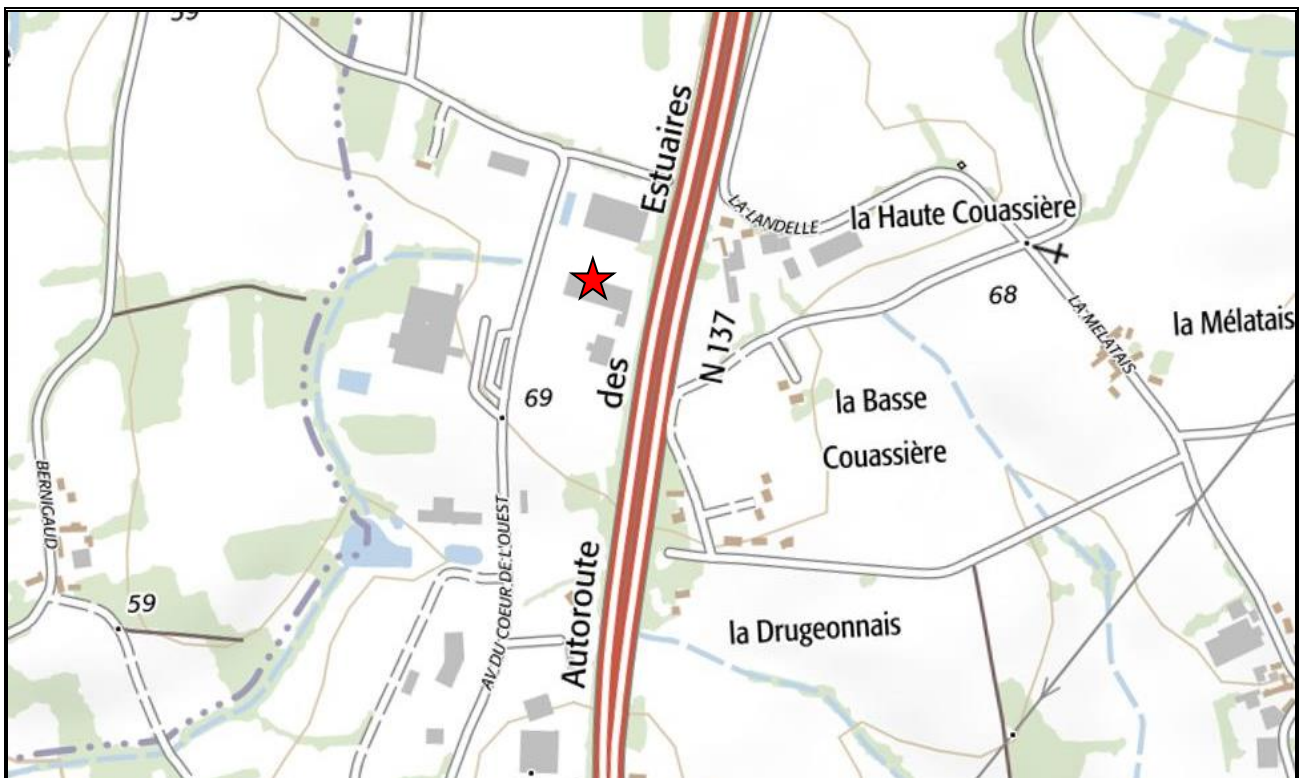 59
Estuaires
LA LANDELLE
la Haute Couassière
68
LA MELATAIS
la Mélatais
N 137
des
69
la Basse
Couassière
BERNIGAUD
AV DU COEUR DE L'OUEST
Autoroute
59
la Drugeonnais